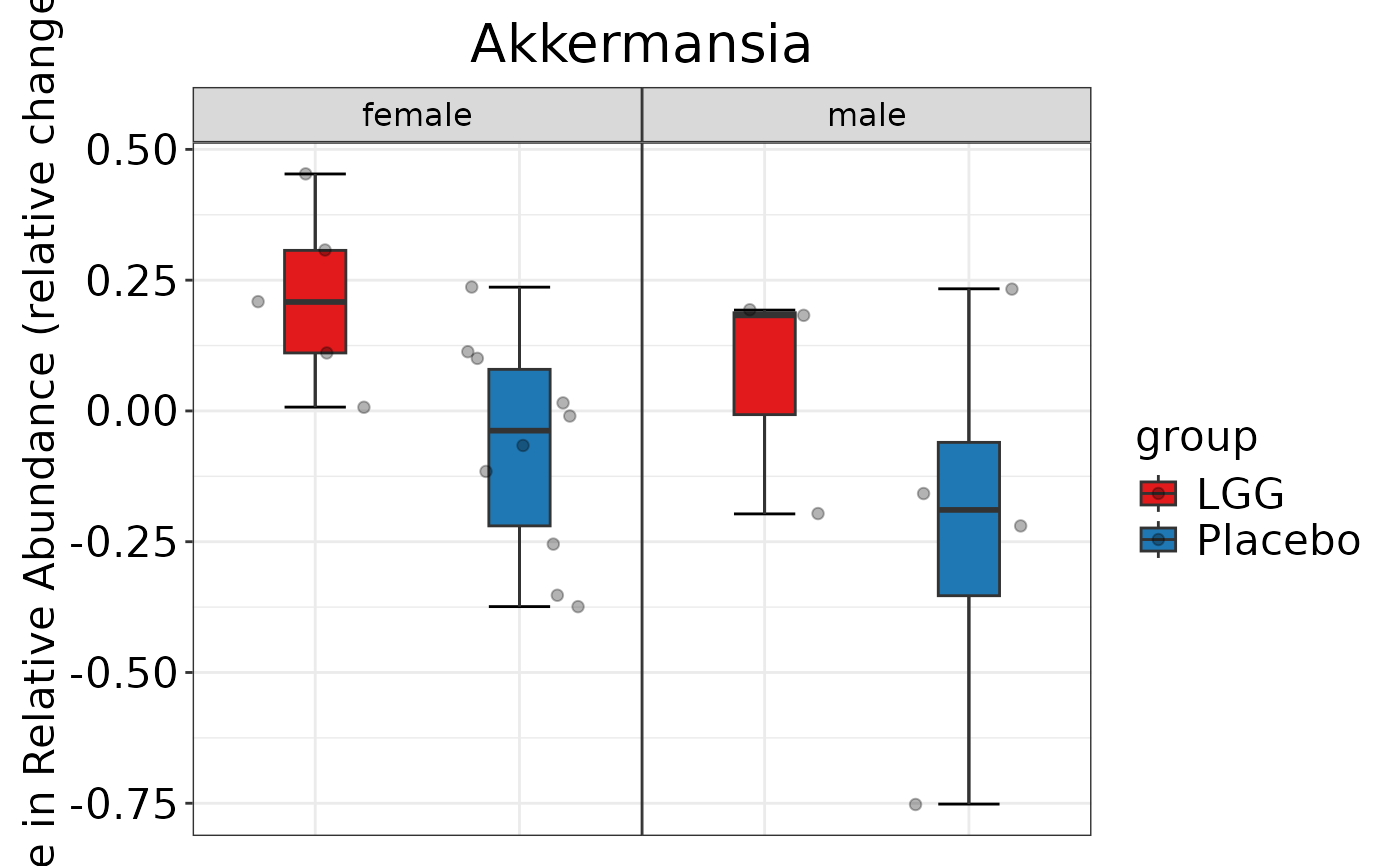 Akkermansia
female
male
0.50
0.25
0.00
-0.25
-0.50
-0.75
in Relative Abundance (relative change
group
LGG
Placebo